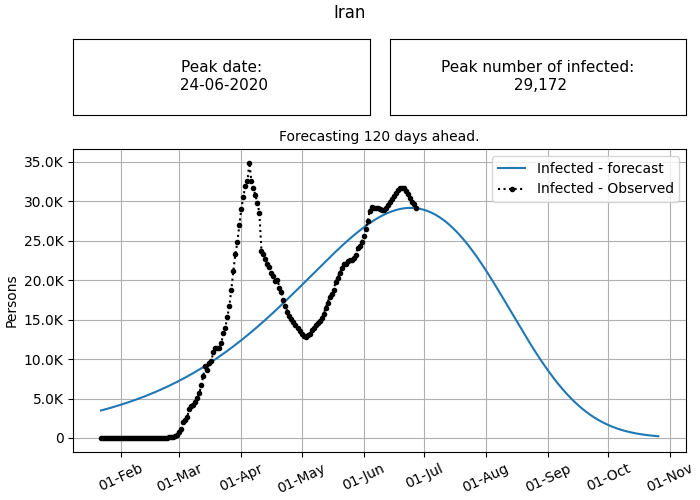 Iran
Peak date:
24-06-2020
Peak number of infected:
29,172
Forecasting 120 days ahead.
Infected - forecast
Infected - Observed
Persons
35.0K
30.0K
25.0K
20.0K
15.0K
10.0K
5.0K
0
01-Feb
01-Mar
01-Apr
01-May
01-Jun
01-Jul
01-Aug
01-Sep
01-Oct
01-Nov